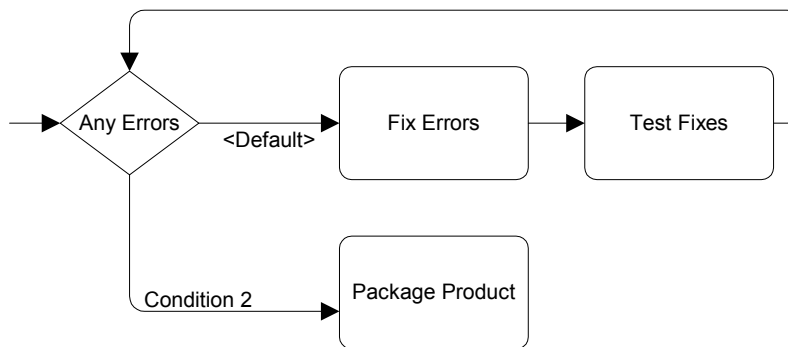 Any Errors
<Default>
Fix Errors
Test Fixes
Condition 2
Package Product